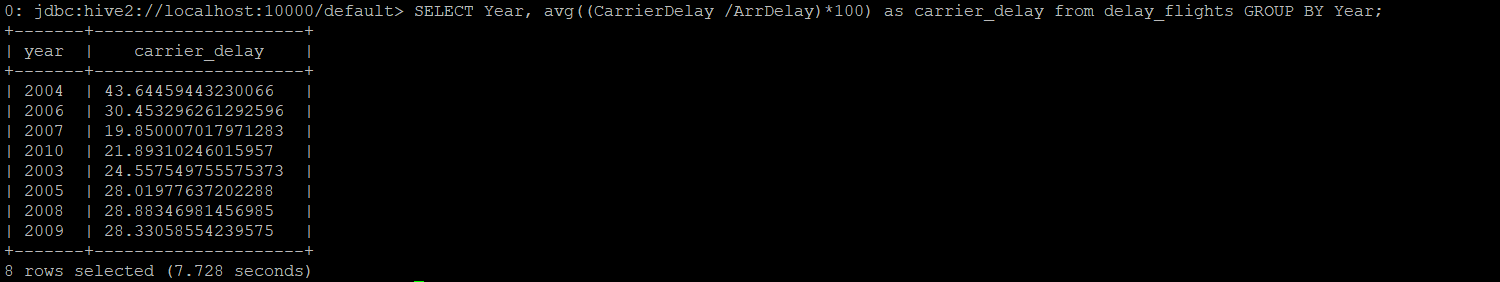 0: jdbc:hive2://localhost:10000/default> SELECT Year, avg((CarrierDelay /ArrDelay)*100) as carrier_delay from delay_flights GROUP BY Year;
+-------+---------------------+
| year  |    carrier_delay    |
+-------+---------------------+
| 2004  | 43.64459443230066   |
| 2006  | 30.453296261292596  |
| 2007  | 19.850007017971283  |
| 2010  | 21.89310246015957   |
| 2003  | 24.557549755575373  |
| 2005  | 28.01977637202288   |
| 2008  | 28.88346981456985   |
| 2009  | 28.33058554239575   |
+-------+---------------------+
8 rows selected (7.728 seconds)